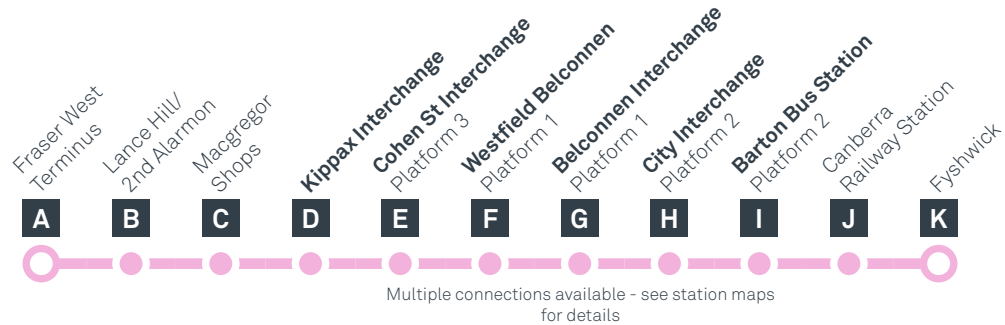 Fraser West
Terminus
Lance Hill/
2nd Alarmon
Macgregor
Shops
Kippax Interchange
Cohen St Interchange
Platform 3
Westfield Belconnen
Platform 1
Belconnen Interchange
Platform 1
City Interchange
Platform 2
Barton Bus Station
Platform 2
Canberra
Railway Station
Fyshwick
A B C D E F G H I J K
Multiple connections available - see station maps
for details